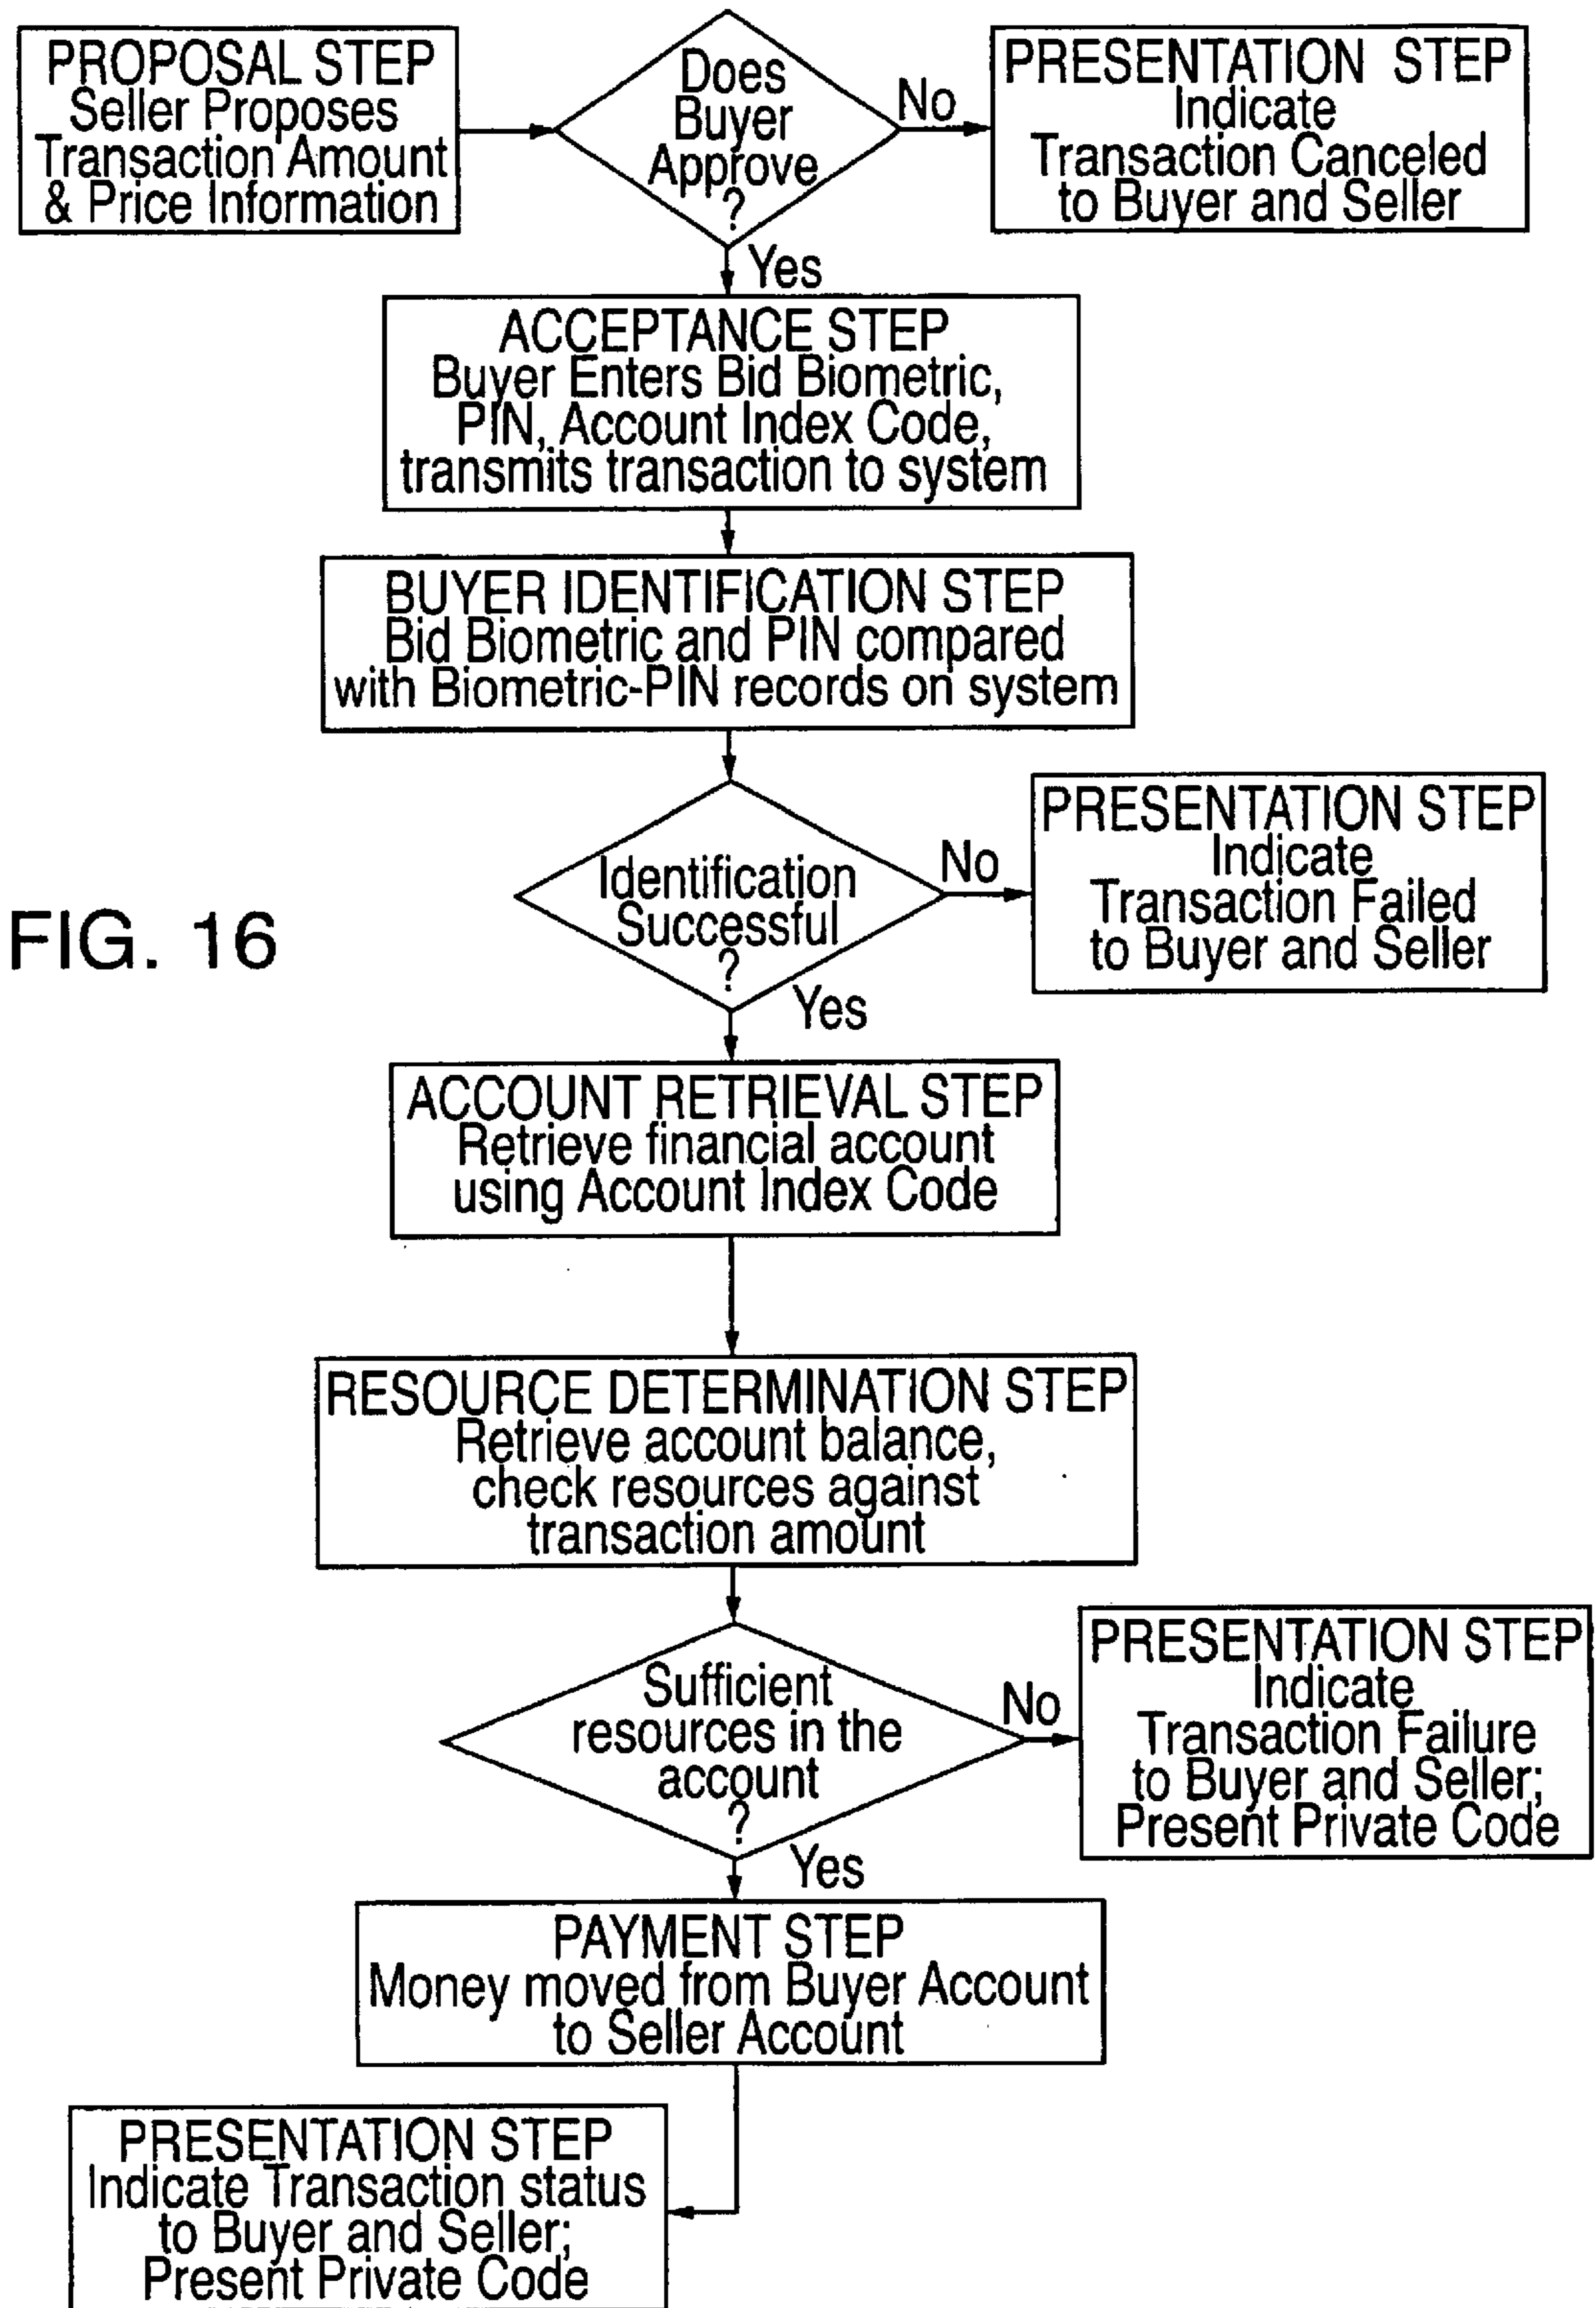 PROPOSAL STEP
Seller Proposes
Transaction Amount
& Price Information
Does
Buyer
Approve
?
No
PRESENTATION STEP
Indicate
Transaction Canceled
to Buyer and Seller
Yes
ACCEPTANCE STEP
Buyer Enters Bid Biometric,
PIN, Account Index Code,
transmits transaction to system
BUYER IDENTIFICATION STEP
Bid Biometric and PIN compared
with Biometric-PIN records on system
Identification
Successful
?
No
PRESENTATION STEP
Indicate
Transaction Failed
to Buyer and Seller
FIG. 16
Yes
ACCOUNT RETRIEVAL STEP
Retrieve financial account
using Account Index Code
RESOURCE DETERMINATION STEP
Retrieve account balance,
check resources against
transaction amount
Sufficient
resources in the
account
?
No
PRESENTATION STEP
Indicate
Transaction Failure
to Buyer and Seller;
Present Private Code
Yes
PAYMENT STEP
Money moved from Buyer Account
to Seller Account
PRESENTATION STEP
Indicate Transaction status
to Buyer and Seller;
Present Private Code